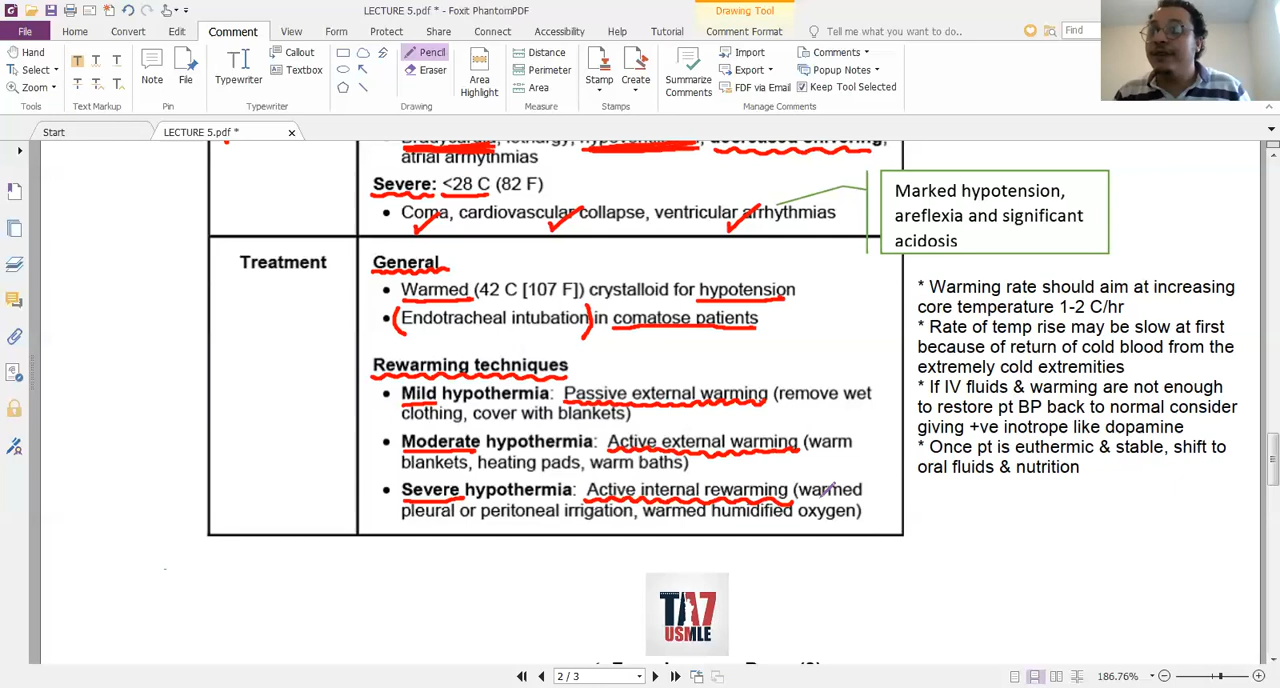 LECTURE 5.pdf * - Foxit PhantomPDF
Drawing Tool
File
Home
Convert
Edit
Comment
View
Form
Protect
Share
Connect
Accessibility
Help
Tutorial
Comment Format
Tell me what you want to do..
Find
Hand
Select
Zoom
Tools
Text Markup
Note
File
Pin
Typewriter
Callout
Textbox
Typewriter
Pencil
Eraser
Area
Highlight
Drawing
Distance
Perimeter
Area
Measure
Stamp
Create
Stamps
Summarize
Comments
Import
Export
FDF via Email
Comments
Popup Notes
Keep Tool Selected
Manage Comments
Start
LECTURE 5.pdf *
atrial arrhythmias
Severe: <28 C (82 F)
• Coma, cardiovascular collapse, ventricular arrhythmias
Marked hypotension,
areflexia and significant
acidosis
Treatment
General
• Warmed (42 C [107 F]) crystalloid for hypotension
• Endotracheal intubation in comatose patients
Rewarming techniques
• Mild hypothermia: Passive external warming (remove wet
clothing, cover with blankets)
• Moderate hypothermia: Active external warming (warm
blankets, heating pads, warm baths)
• Severe hypothermia: Active internal rewarming (warmed
pleural or peritoneal irrigation, warmed humidified oxygen)
* Warming rate should aim at increasing
core temperature 1-2 C/hr
* Rate of temp rise may be slow at first
because of return of cold blood from the
extremely cold extremities
* If IV fluids & warming are not enough
to restore pt BP back to normal consider
giving +ve inotrope like dopamine
* Once pt is euthermic & stable, shift to
oral fluids & nutrition
TA7
USMLE
2 / 3
186.76%